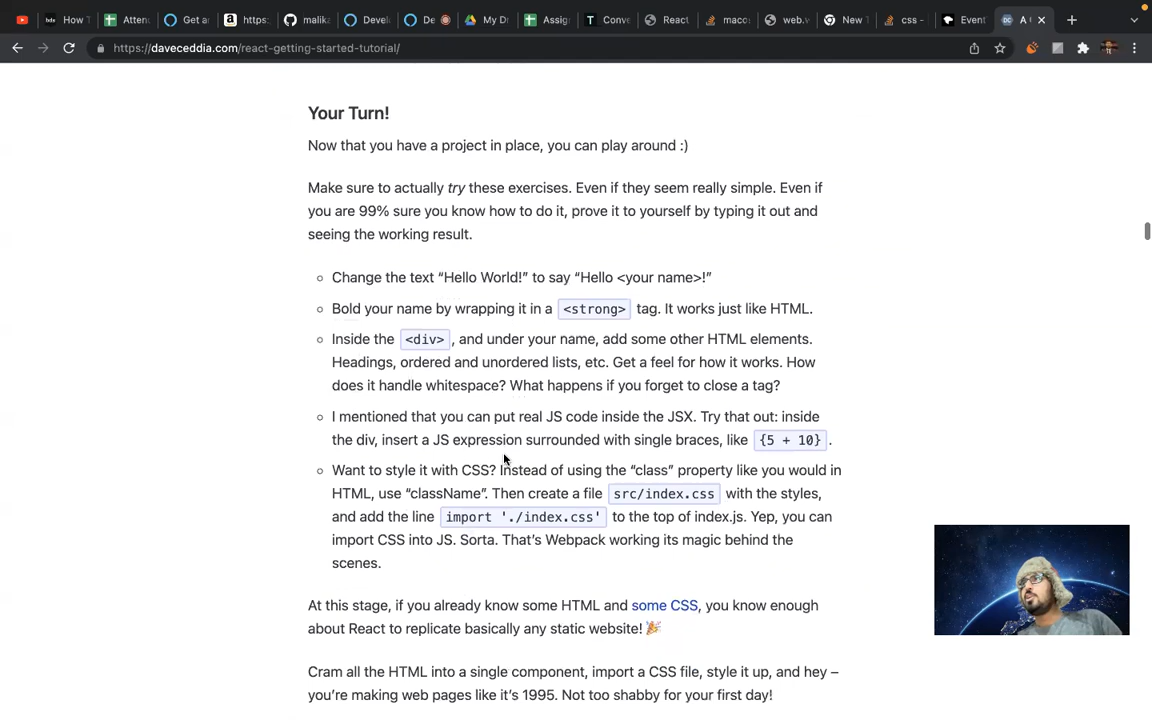 How T
Atten
Get a
https:
malik
Devel
De
My Dr
Assig
T Conve
React
maco
web.
New T
css -
Event
DC A
https://daveceddia.com/react-getting-started-tutorial/
Your Turn!
Now that you have a project in place, you can play around :)
Make sure to actually try these exercises. Even if they seem really simple. Even if
you are 99% sure you know how to do it, prove it to yourself by typing it out and
seeing the working result.
Change the text “Hello World!” to say “Hello <your name>!”
Bold your name by wrapping it in a <strong> tag. It works just like HTML.
Inside the <div>, and under your name, add some other HTML elements.
Headings, ordered and unordered lists, etc. Get a feel for how it works. How
does it handle whitespace? What happens if you forget to close a tag?
I mentioned that you can put real JS code inside the JSX. Try that out: inside
the div, insert a JS expression surrounded with single braces, like {5 + 10}.
Want to style it with CSS? Instead of using the “class” property like you would in
HTML, use “className”. Then create a file src/index.css with the styles,
and add the line import './index.css' to the top of index.js. Yep, you can
import CSS into JS. Sorta. That’s Webpack working its magic behind the
scenes.
At this stage, if you already know some HTML and some CSS, you know enough
about React to replicate basically any static website! 🎉
Cram all the HTML into a single component, import a CSS file, style it up, and hey –
you’re making web pages like it’s 1995. Not too shabby for your first day!